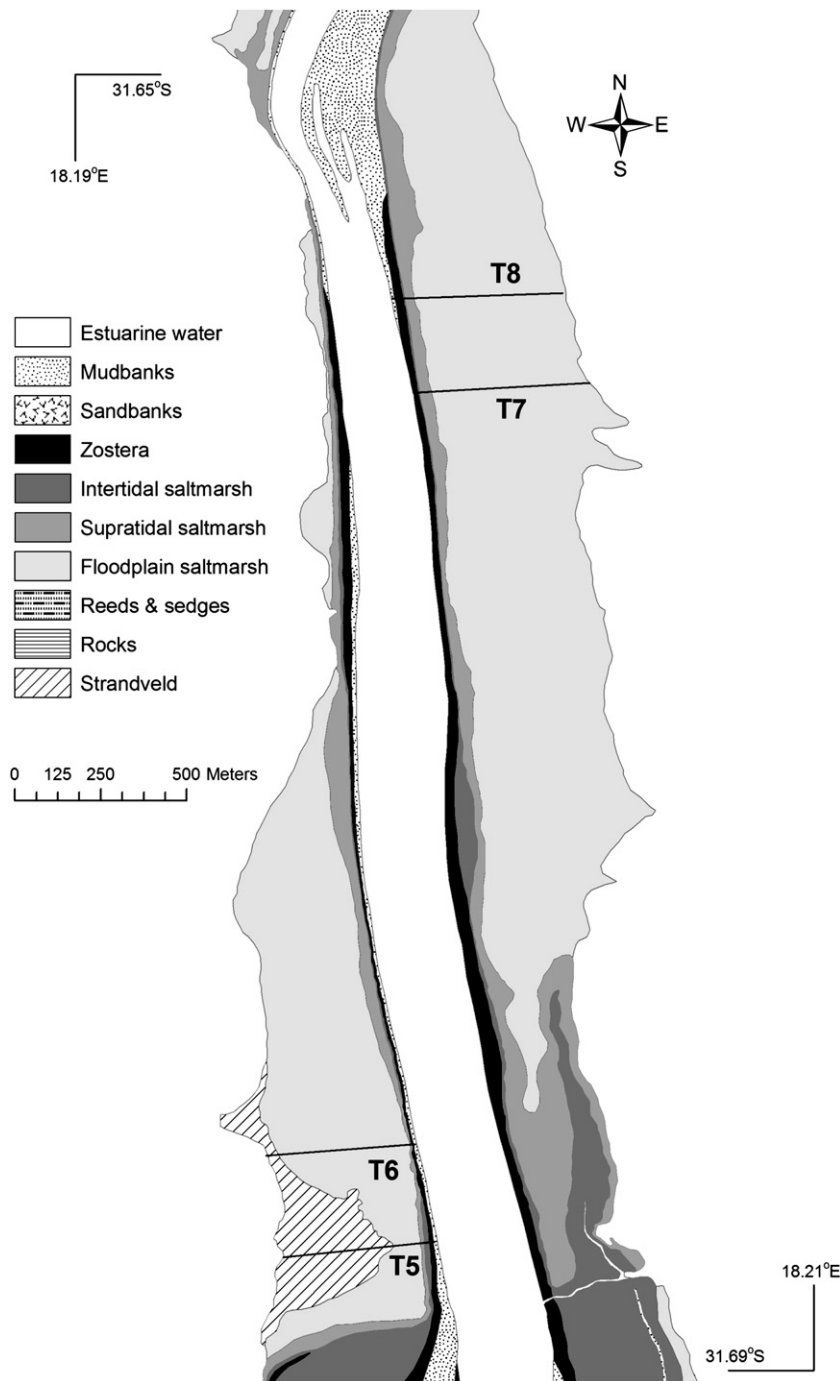 31.65°S
18.19°E
N
W E
S
T8
T7
Estuarine water
Mudbanks
Sandbanks
Zostera
Intertidal saltmarsh
Supratidal saltmarsh
Floodplain saltmarsh
Reeds & sedges
Rocks
Strandveld
0 125 250 500 Meters
T6
T5
18.21°E
31.69°S